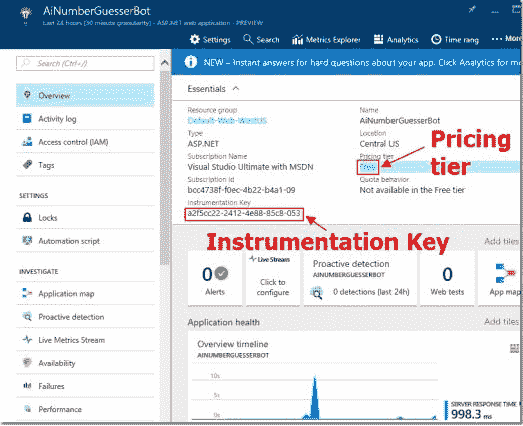 AiNumberGuesserBot
Last 24 hours (30 minute granularity) - ASP.NET web application - PREVIEW
Settings
Search
Metrics Explorer
Analytics
Time rang
••• More
Search (Ctrl+/)
NEW – Instant answers for hard questions about your app. Click Analytics for m
Overview
Activity log
Access control (IAM)
Tags
SETTINGS
Locks
Automation script
INVESTIGATE
Application map
Proactive detection
Live Metrics Stream
Availability
Failures
Performance
Essentials
Resource group
Default-Web-WestUS
Type
ASP.NET
Subscription Name
Visual Studio Ultimate with MSDN
Subscription Id
bcc4738f-f0ec-4b22-b4a1-09
Instrumentation Key
a2f5cc22-2412-4e88-85c8-053
Name
AiNumberGuesserBot
Location
Central US
Pricing tier
Free
Quota behavior
Not available in the Free tier
Pricing
tier
Instrumentation Key
Add tiles
0
Alerts
Live Stream
Click to
configure
Proactive detection
AINUMBERGUESSERBOT
0 detections (last 24h)
0
Web tests
App map
Application health
Add tiles
Overview timeline
AINUMBERGUESSERBOT
10s
5s
0s
SERVER RESPONSE TIME
998.3 ms